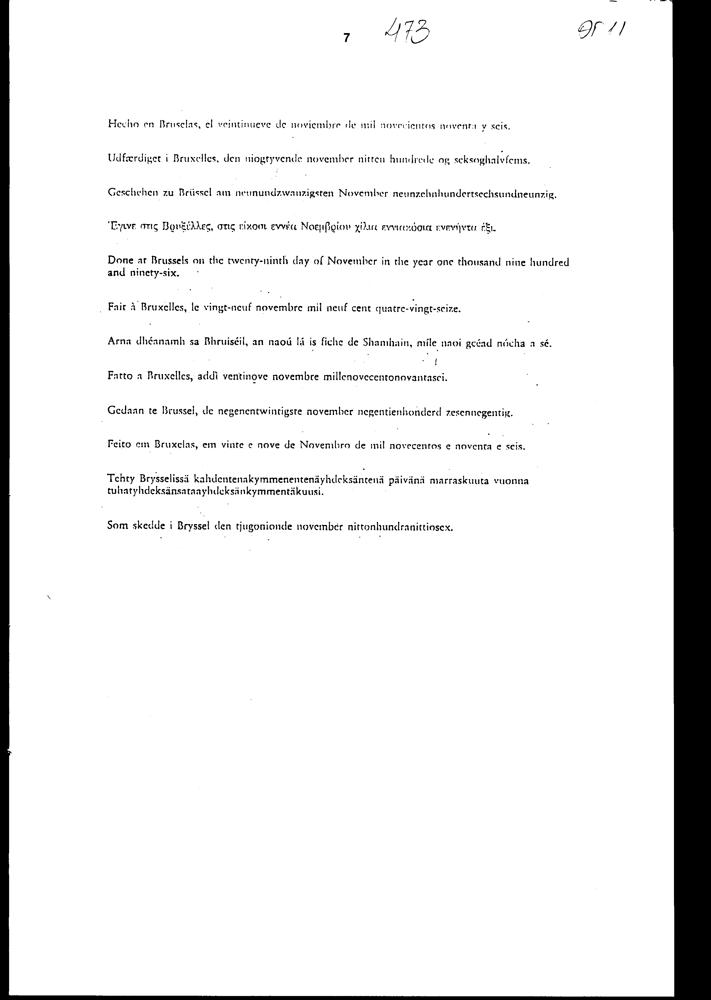 7 473 11
Hecho en Bruselas, el veintinueve de noviembre de mil novecientos noventa y seis.
Udfærdiget i Bruxelles, den niogtyvende november nitten hundrede og seksoghalvfems.
Geschehen zu Brüssel am neunundzwanzigsten November neunzehnhundertsechsundneunzig.
Έγινε στις Βρυξέλλες, στις είκοσι εννέα Νοεμβρίου χίλια εννιακόσια ενενήντα έξι.
Done at Brussels on the twenty-ninth day of November in the year one thousand nine hundred
and ninety-six.
Fait à Bruxelles, le vingt-neuf novembre mil neuf cent quatre-vingt-seize.
Arna dhéanamh sa Bhruiséil, an naoú lá is fiche de Shamhain, míle naoi gcéad nócha a sé.
Fatto a Bruxelles, addì ventinove novembre millenovecentonovantasei.
Gedaan te Brussel, de negenentwintigste november negentienhonderd zesennegentig.
Feito em Bruxelas, em vinte e nove de Novembro de mil novecentos e noventa e seis.
Tehty Brysselissä kahdentenakymmenentenäyhdeksäntenä päivänä marraskuuta vuonna
tuhatyhdeksänsataayhdeksänkymmentäkuusi.
Som skedde i Bryssel den tjugonionde november nittonhundranittiosex.